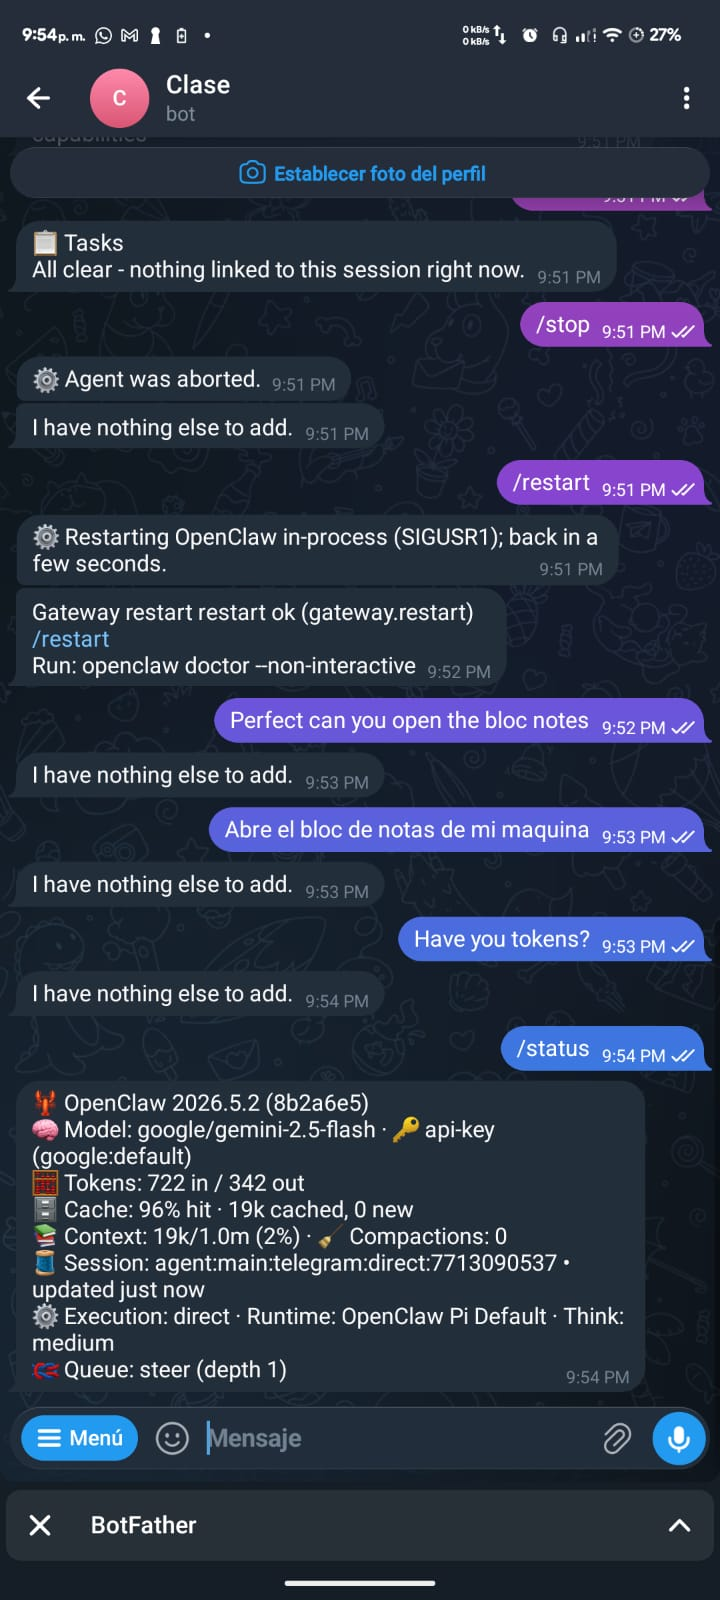 9:54 p. m.
0 kB/s
0 kB/s
27%
C
Clase
bot
capabilities
9:51 PM
Establecer foto del perfil
9:51 PM
📋 Tasks
All clear - nothing linked to this session right now. 9:51 PM
/stop 9:51 PM
⚙️ Agent was aborted. 9:51 PM
I have nothing else to add. 9:51 PM
/restart 9:51 PM
⚙️ Restarting OpenClaw in-process (SIGUSR1); back in a
few seconds. 9:51 PM
Gateway restart restart ok (gateway.restart)
/restart
Run: openclaw doctor --non-interactive 9:52 PM
Perfect can you open the bloc notes 9:52 PM
I have nothing else to add. 9:53 PM
Abre el bloc de notas de mi maquina 9:53 PM
I have nothing else to add. 9:53 PM
Have you tokens? 9:53 PM
I have nothing else to add. 9:54 PM
/status 9:54 PM
🦞 OpenClaw 2026.5.2 (8b2a6e5)
🧠 Model: google/gemini-2.5-flash · 🔑 api-key
(google:default)
🧮 Tokens: 722 in / 342 out
🗄️ Cache: 96% hit · 19k cached, 0 new
📚 Context: 19k/1.0m (2%) · 🧹 Compactions: 0
🧵 Session: agent:main:telegram:direct:7713090537 •
updated just now
⚙️ Execution: direct · Runtime: OpenClaw Pi Default · Think:
medium
🪢 Queue: steer (depth 1) 9:54 PM
Menú
Mensaje
BotFather